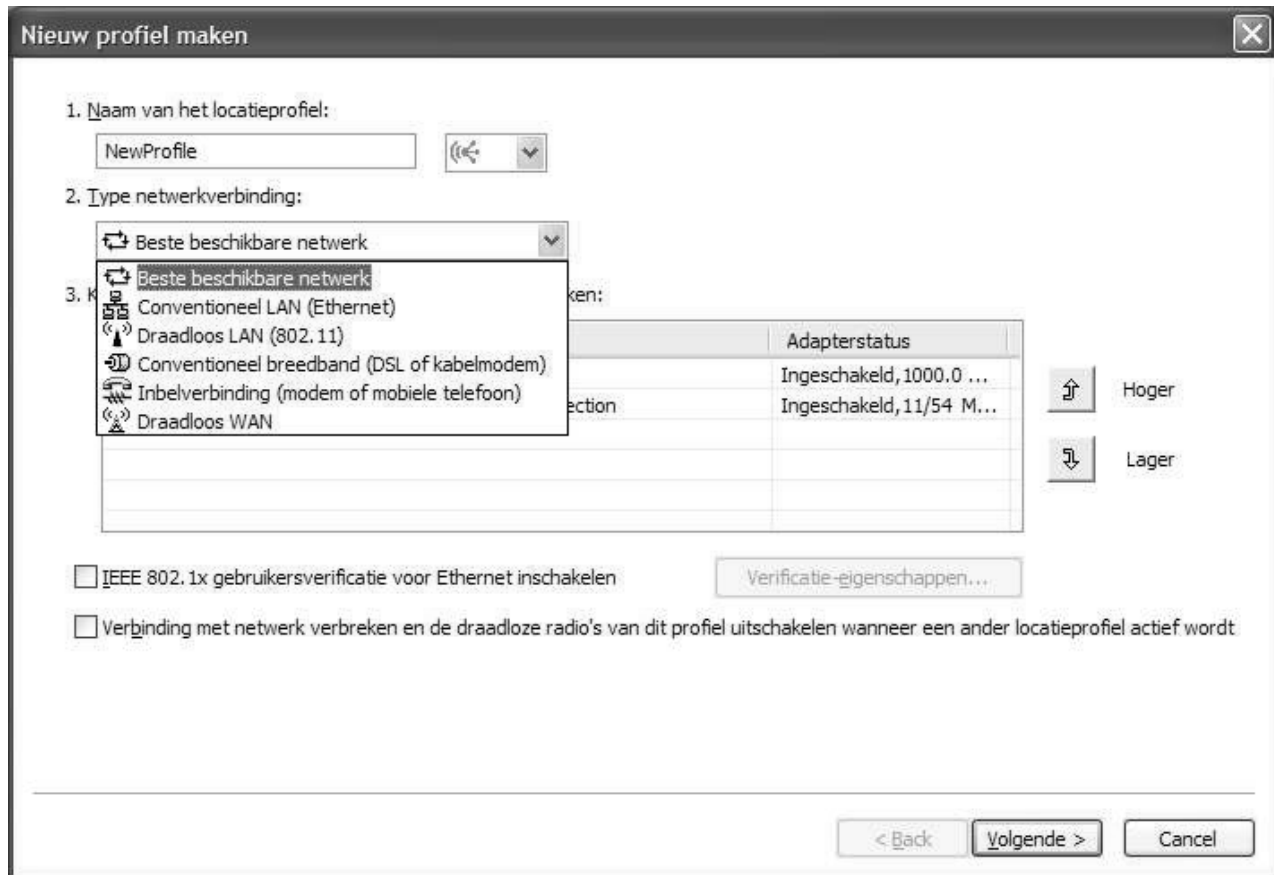 Nieuw profiel maken
1. Naam van het locatieprofiel:
NewProfile
2. Type netwerkverbinding:
Beste beschikbare netwerk
Beste beschikbare netwerk
Conventioneel LAN (Ethernet)
Draadloos LAN (802.11)
Conventioneel breedband (DSL of kabelmodem)
Inbelverbinding (modem of mobiele telefoon)
Draadloos WAN
3. K
ken:
Adapterstatus
Ingeschakeld,1000.0 ...
ection Ingeschakeld,11/54 M...
Hoger
Lager
IEEE 802.1x gebruikersverificatie voor Ethernet inschakelen
Verificatie-eigenschappen...
Verbinding met netwerk verbreken en de draadloze radio's van dit profiel uitschakelen wanneer een ander locatieprofiel actief wordt
< Back
Volgende >
Cancel